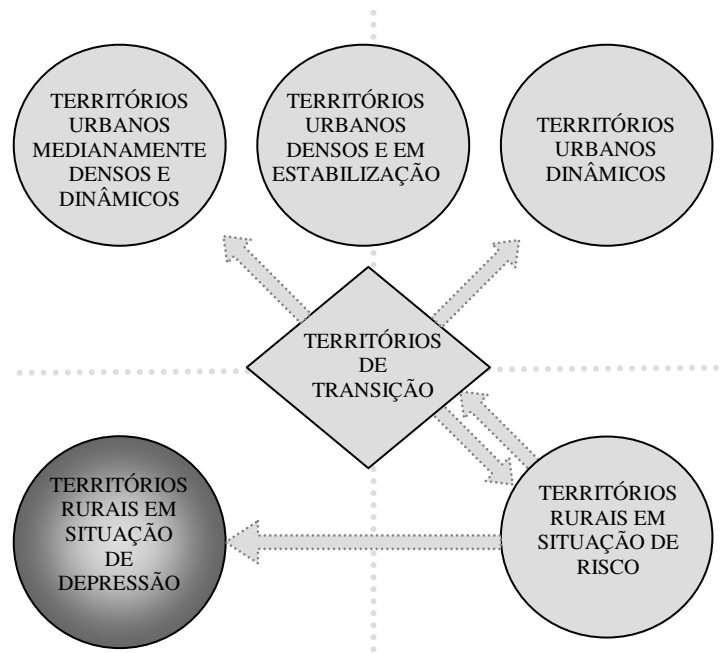 TERRITÓRIOS
URBANOS
MEDIANAMENTE
DENSOS E
DINÂMICOS
TERRITÓRIOS
URBANOS
DENSOS E EM
ESTABILIZAÇÃO
TERRITÓRIOS
URBANOS
DINÂMICOS
TERRITÓRIOS
DE
TRANSIÇÃO
TERRITÓRIOS
RURAIS EM
SITUAÇÃO
DE
DEPRESSÃO
TERRITÓRIOS
RURAIS EM
SITUAÇÃO DE
RISCO